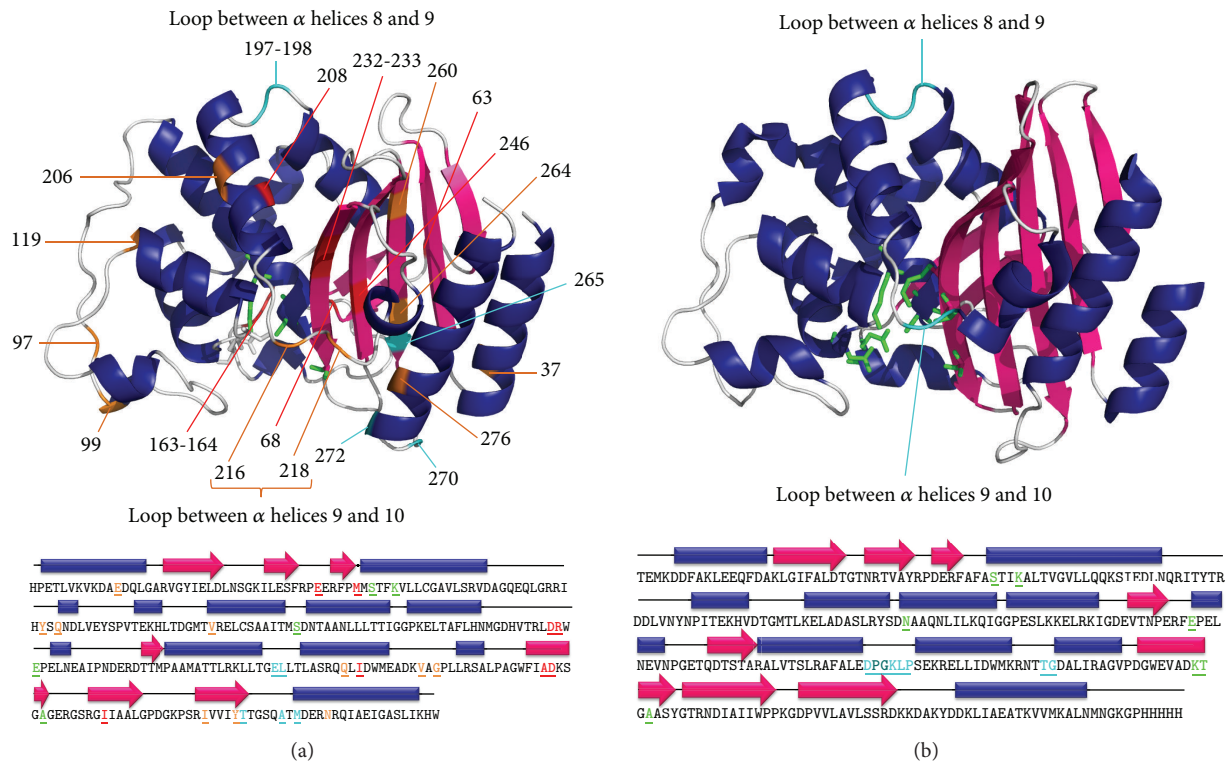 Loop between α helices 8 and 9
197-198
208
232-233
260
63
246
264
206
119
265
97
37
99
163-164
68
216
218
272
270
276
Loop between α helices 9 and 10
HPETLVKVKDAEDQLGARVGYIELDLNSGKILESFRPEERFPMMSTFKVLLCGAVLSRVDAGQEQLGRRI
HYSQNDLVEYSPVTEKHLTDGMTVRELCSAAITMSDNTAANLLLTTIGGPKELTAFLHNMGDHVTRLDRW
EPELNEAIPNDERDTTMPAAMATTLRKLLTGELLTLASRQQLIDWMEADKVAGPLLRSALPAGWFIADKS
GAGERGSRGIIAALGPDGKPSRIVVIYTTGSQATMDERNRQIAEIGASLIKHW
(a)
Loop between α helices 8 and 9
Loop between α helices 9 and 10
TEMKDDFAKLEEQFDAKLGIFALDTGTNRTVAYRPDERFAFASTIKALTVGVLLQQKSIEDLNQRITYTR
DDLVNYNPITEKHVDTGMTLKELADASLRYSDNAAQNLILKQIGGPESLKKELRKIGDEVTNPERFEPEL
NEVNPGETQDTSTARALVTSLRAFALEDPGKLPSEKRELLIDWMKRNTTGDALIRAGVPDGWEVADKT
GAASYGTRNDIAIIWPPKGDPVVLAVLSSRDKKDAKYDDKLIAEATKVVMKALNMNGKGPHHHHH
(b)